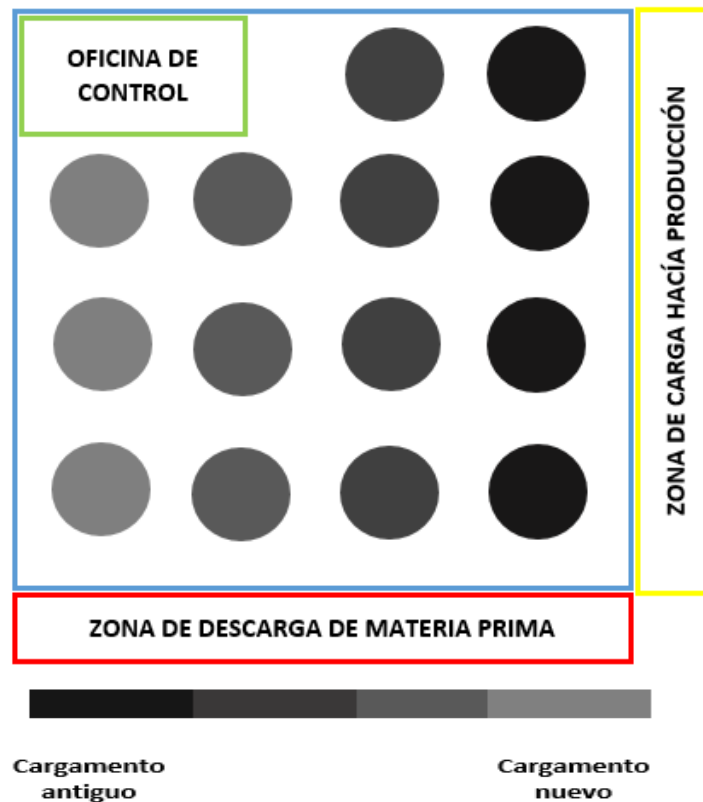 OFICINA DE
CONTROL
ZONA DE CARGA HACÍA PRODUCCIÓN
ZONA DE DESCARGA DE MATERIA PRIMA
Cargamento
antiguo
Cargamento
nuevo